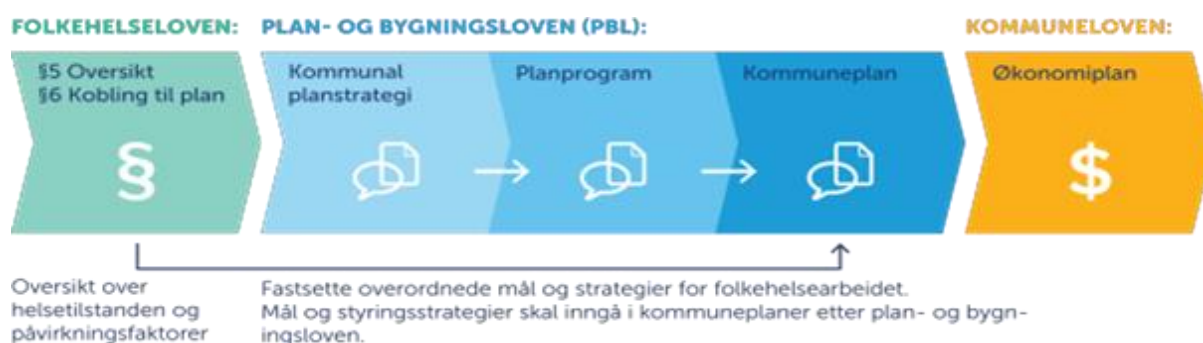 FOLKEHELSELOVEN:
PLAN- OG BYGNINGSLOVEN (PBL):
KOMMUNELOVEN:
§5 Oversikt
§6 Kobling til plan
§
Kommunal
planstrategi
Planprogram
Kommuneplan
Økonomiplan
$
Oversikt over
helsetilstanden og
påvirkningsfaktorer
Fastsette overordnede mål og strategier for folkehelsearbeidet.
Mål og styringsstrategier skal inngå i kommuneplaner etter plan- og bygn-
ingsloven.